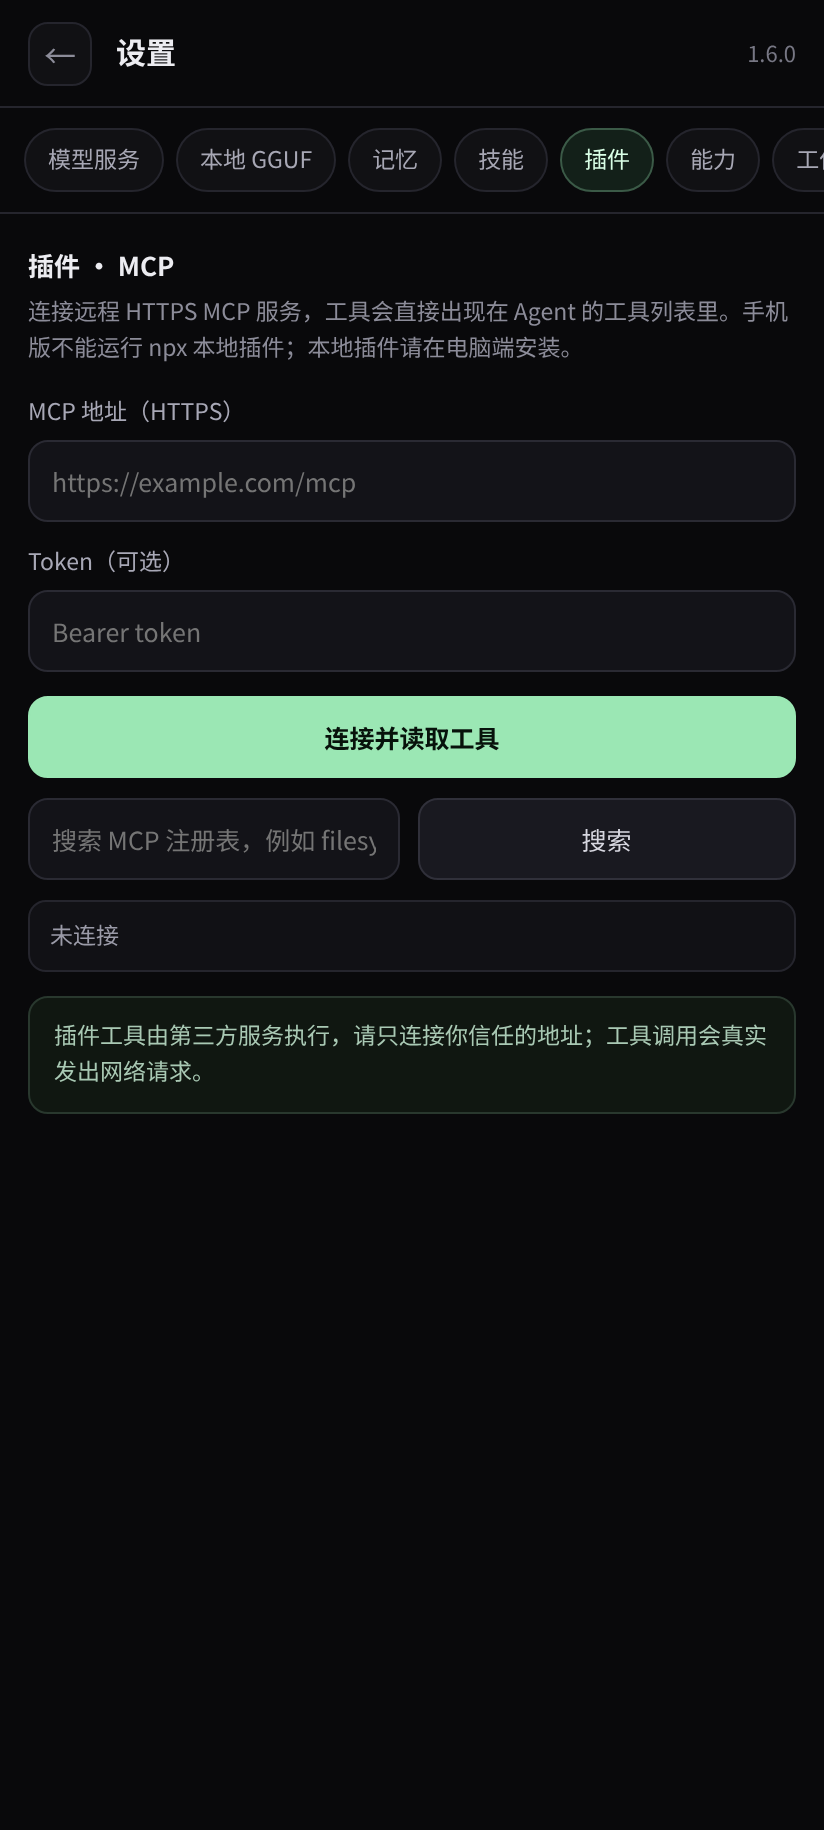 ←
设置
1.6.0
模型服务
本地 GGUF
记忆
技能
插件
能力
插件 · MCP
连接远程 HTTPS MCP 服务，工具会直接出现在 Agent 的工具列表里。手机
版不能运行 npx 本地插件；本地插件请在电脑端安装。
MCP 地址（HTTPS）
https://example.com/mcp
Token（可选）
Bearer token
连接并读取工具
搜索 MCP 注册表，例如 files
搜索
未连接
插件工具由第三方服务执行，请只连接你信任的地址；工具调用会真实
发出网络请求。